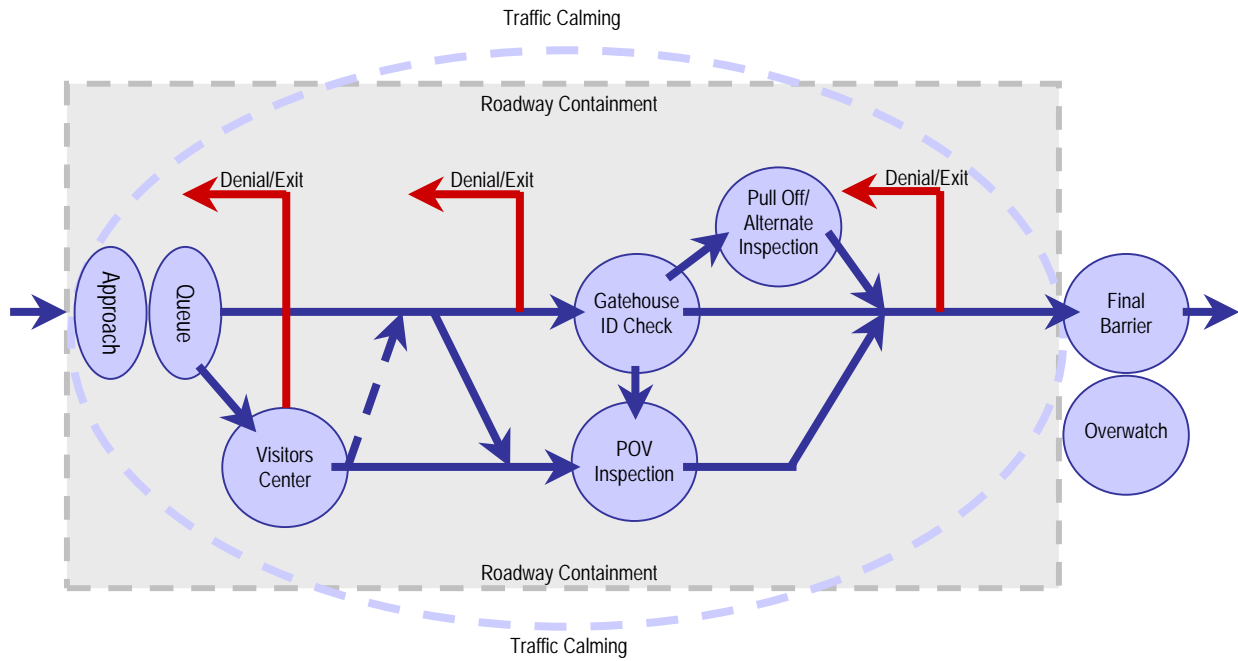 Traffic Calming
Roadway Containment
Denial/Exit
Denial/Exit
Denial/Exit
Pull Off/
Alternate
Inspection
Approach
Queue
Gatehouse
ID Check
Final
Barrier
Visitors
Center
POV
Inspection
Overwatch
Roadway Containment
Traffic Calming